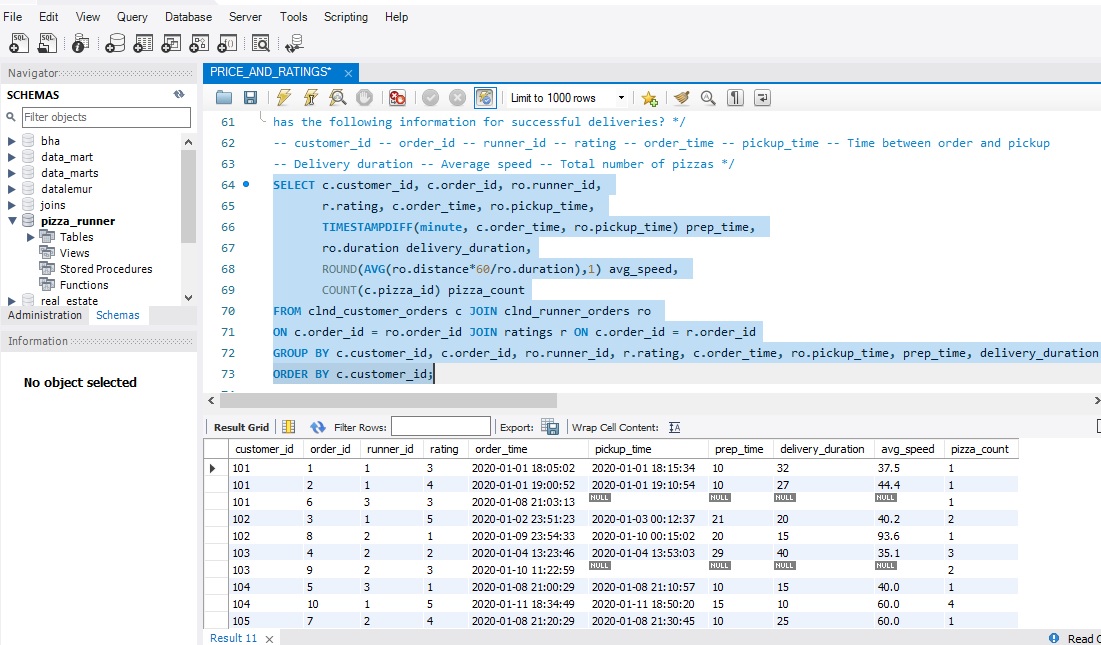 File Edit View Query Database Server Tools Scripting Help
SQL SQL
Navigator
PRICE_AND_RATINGS*
SCHEMAS
Limit to 1000 rows
Filter objects
bha
data_mart
data_marts
datalemur
joins
pizza_runner
Tables
Views
Stored Procedures
Functions
real_estate
Administration Schemas
Information
No object selected
61 has the following information for successful deliveries? */
62 -- customer_id -- order_id -- runner_id -- rating -- order_time -- pickup_time -- Time between order and pickup
63 -- Delivery duration -- Average speed -- Total number of pizzas */
64 SELECT c.customer_id, c.order_id, ro.runner_id,
65 r.rating, c.order_time, ro.pickup_time,
66 TIMESTAMPDIFF(minute, c.order_time, ro.pickup_time) prep_time,
67 ro.duration delivery_duration,
68 ROUND(AVG(ro.distance*60/ro.duration),1) avg_speed,
69 COUNT(c.pizza_id) pizza_count
70 FROM clnd_customer_orders c JOIN clnd_runner_orders ro
71 ON c.order_id = ro.order_id JOIN ratings r ON c.order_id = r.order_id
72 GROUP BY c.customer_id, c.order_id, ro.runner_id, r.rating, c.order_time, ro.pickup_time, prep_time, delivery_duration
73 ORDER BY c.customer_id;
Result Grid Filter Rows: Export: Wrap Cell Content:
customer_id order_id runner_id rating order_time pickup_time prep_time delivery_duration avg_speed pizza_count
101 1 1 3 2020-01-01 18:05:02 2020-01-01 18:15:34 10 32 37.5 1
101 2 1 4 2020-01-01 19:00:52 2020-01-01 19:10:54 10 27 44.4 1
101 6 3 3 2020-01-08 21:03:13 NULL NULL NULL NULL 1
102 3 1 5 2020-01-02 23:51:23 2020-01-03 00:12:37 21 20 40.2 2
102 8 2 1 2020-01-09 23:54:33 2020-01-10 00:15:02 20 15 93.6 1
103 4 2 2 2020-01-04 13:23:46 2020-01-04 13:53:03 29 40 35.1 3
103 9 2 3 2020-01-10 11:22:59 NULL NULL NULL NULL 2
104 5 3 1 2020-01-08 21:00:29 2020-01-08 21:10:57 10 15 40.0 1
104 10 1 5 2020-01-11 18:34:49 2020-01-11 18:50:20 15 10 60.0 4
105 7 2 4 2020-01-08 21:20:29 2020-01-08 21:30:45 10 25 60.0 1
Result 11
Read